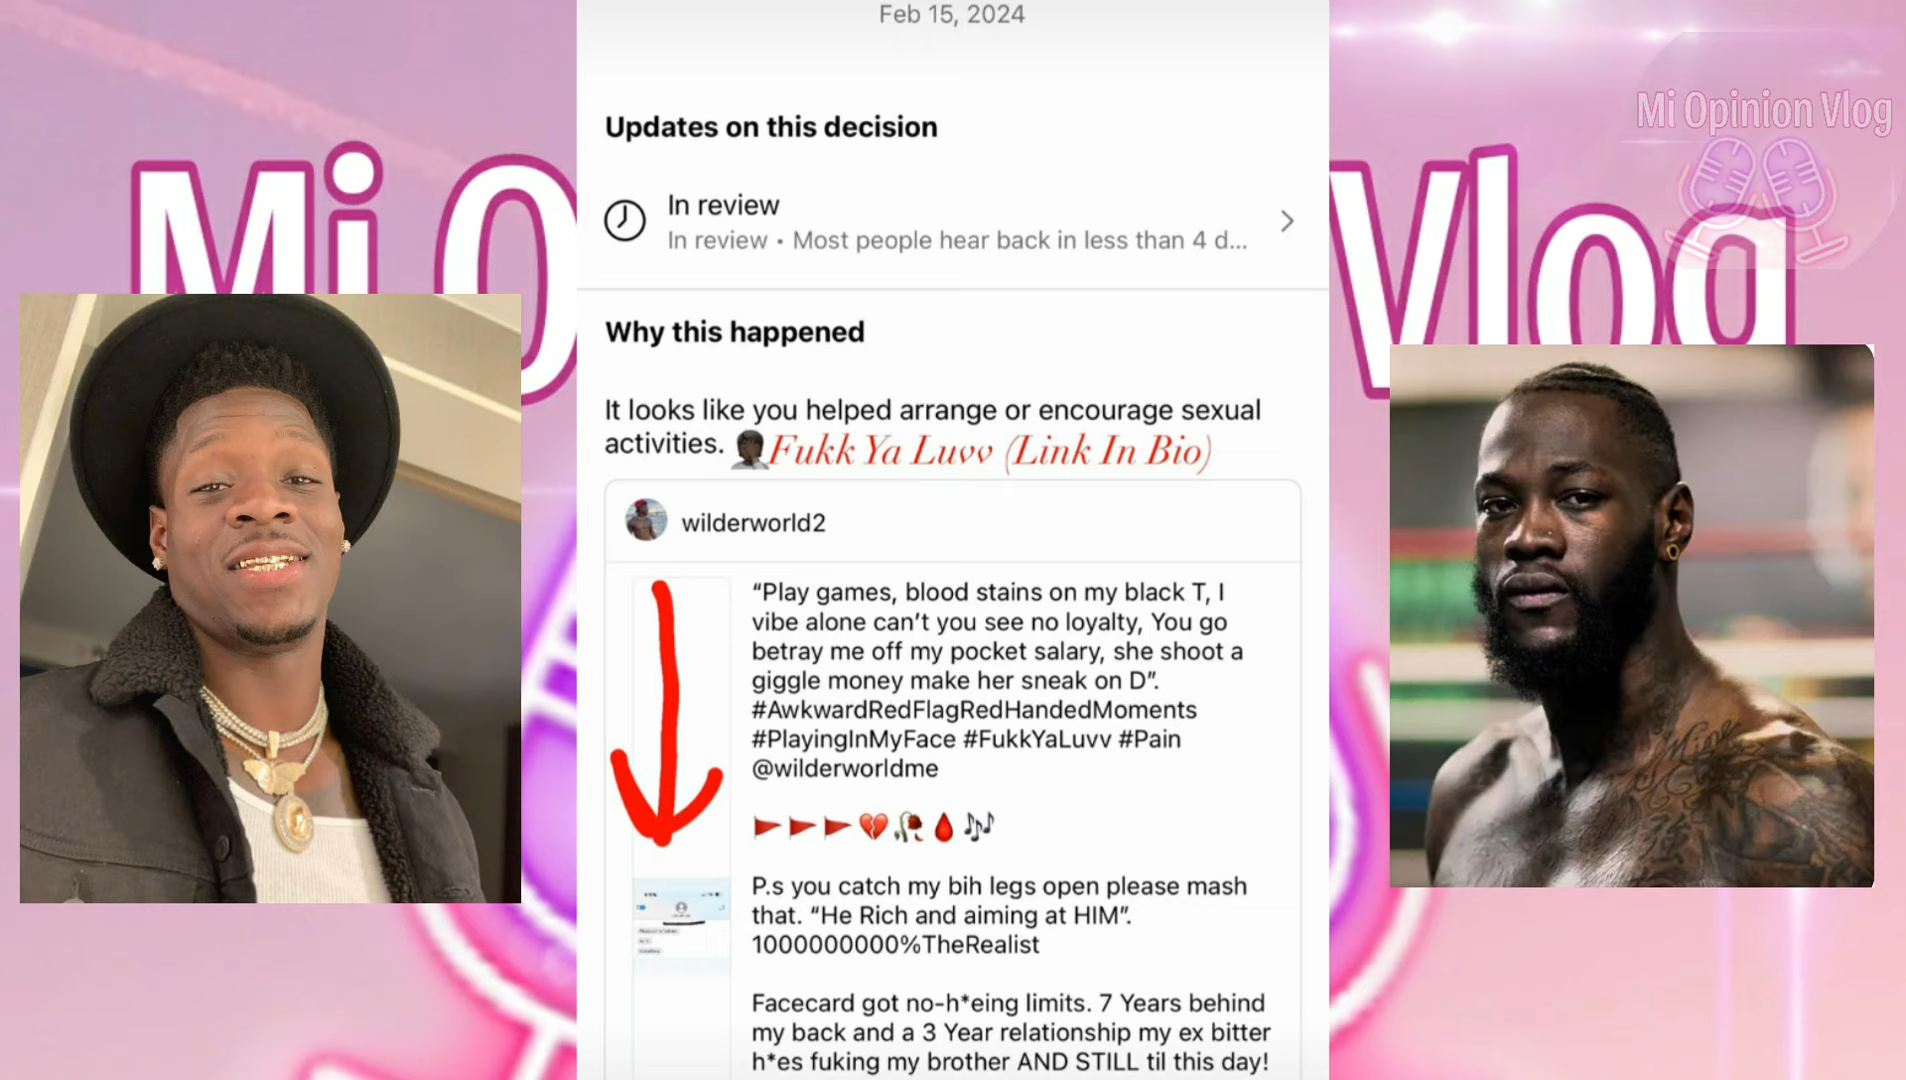 Feb 15, 2024
Mi Opinion Vlog
Mi O
Vlog
Updates on this decision
In review
In review • Most people hear back in less than 4 d...
Why this happened
It looks like you helped arrange or encourage sexual
activities. Fukk Ya Luvv (Link In Bio)
wilderworld2
“Play games, blood stains on my black T, I
vibe alone can’t you see no loyalty, You go
betray me off my pocket salary, she shoot a
giggle money make her sneak on D”.
#AwkwardRedFlagRedHandedMoments
#PlayingInMyFace #FukkYaLuvv #Pain
@wilderworldme
🚩🚩🚩💔🥀🩸🎶
P.s you catch my bih legs open please mash
that. “He Rich and aiming at HIM”.
1000000000%TheRealist
Facecard got no-h*eing limits. 7 Years behind
my back and a 3 Year relationship my ex bitter
h*es fuking my brother AND STILL til this day!